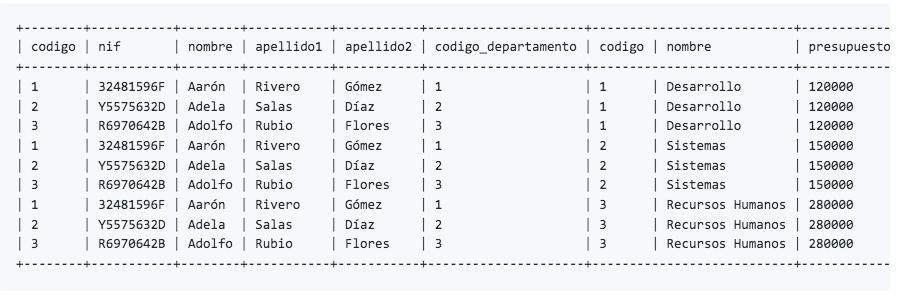 +--------+-----------+--------+-----------+-----------+---------------------+--------+------------------+-----------
| codigo | nif       | nombre | apellido1 | apellido2 | codigo_departamento | codigo | nombre           | presupuesto
+--------+-----------+--------+-----------+-----------+---------------------+--------+------------------+-----------
| 1      | 32481596F | Aarón  | Rivero    | Gómez     | 1                   | 1      | Desarrollo       | 120000
| 2      | Y5575632D | Adela  | Salas     | Díaz      | 2                   | 1      | Desarrollo       | 120000
| 3      | R6970642B | Adolfo | Rubio     | Flores    | 3                   | 1      | Desarrollo       | 120000
| 1      | 32481596F | Aarón  | Rivero    | Gómez     | 1                   | 2      | Sistemas         | 150000
| 2      | Y5575632D | Adela  | Salas     | Díaz      | 2                   | 2      | Sistemas         | 150000
| 3      | R6970642B | Adolfo | Rubio     | Flores    | 3                   | 2      | Sistemas         | 150000
| 1      | 32481596F | Aarón  | Rivero    | Gómez     | 1                   | 3      | Recursos Humanos | 280000
| 2      | Y5575632D | Adela  | Salas     | Díaz      | 2                   | 3      | Recursos Humanos | 280000
| 3      | R6970642B | Adolfo | Rubio     | Flores    | 3                   | 3      | Recursos Humanos | 280000
+--------+-----------+--------+-----------+-----------+---------------------+--------+------------------+-----------